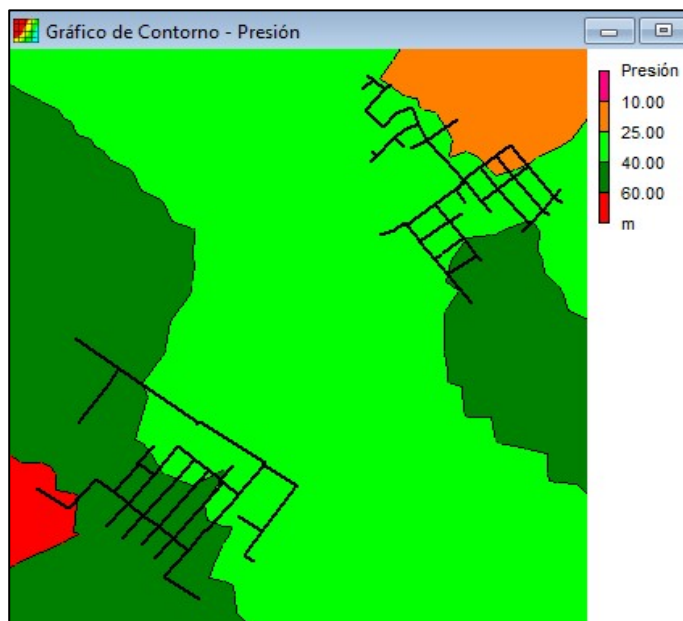 Gráfico de Contorno - Presión
Presión
10.00
25.00
40.00
60.00
m